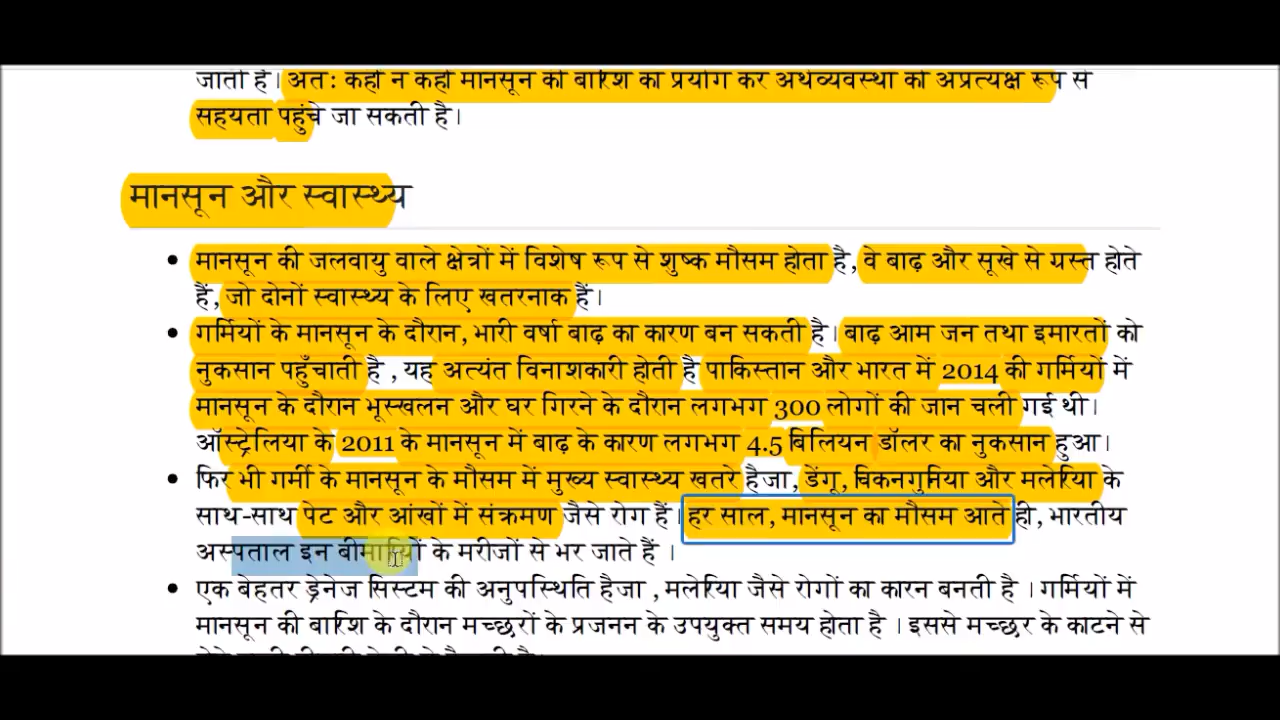 जाती है। अतः कहीं न कहीं मानसून की बारिश का प्रयोग कर अर्थव्यवस्था को अप्रत्यक्ष रूप से
सहयता पहुंचे जा सकती है।
मानसून और स्वास्थ्य
• मानसून की जलवायु वाले क्षेत्रों में विशेष रूप से शुष्क मौसम होता है, वे बाढ़ और सूखे से ग्रस्त होते
हैं, जो दोनों स्वास्थ्य के लिए खतरनाक हैं।
• गर्मियों के मानसून के दौरान, भारी वर्षा बाढ़ का कारण बन सकती है। बाढ़ आम जन तथा इमारतों को
नुकसान पहुँचाती है , यह अत्यंत विनाशकारी होती है पाकिस्तान और भारत में 2014 की गर्मियों में
मानसून के दौरान भूस्खलन और घर गिरने के दौरान लगभग 300 लोगों की जान चली गई थी।
ऑस्ट्रेलिया के 2011 के मानसून में बाढ़ के कारण लगभग 4.5 बिलियन डॉलर का नुकसान हुआ।
• फिर भी गर्मी के मानसून के मौसम में मुख्य स्वास्थ्य खतरे हैजा, डेंगू, चिकनगुनिया और मलेरिया के
साथ-साथ पेट और आंखों में संक्रमण जैसे रोग हैं। हर साल, मानसून का मौसम आते ही, भारतीय
अस्पताल इन बीमारियों के मरीजों से भर जाते हैं ।
• एक बेहतर ड्रेनेज सिस्टम की अनुपस्थिति हैजा , मलेरिया जैसे रोगों का कारन बनती है । गर्मियों में
मानसून की बारिश के दौरान मच्छरों के प्रजनन के उपयुक्त समय होता है । इससे मच्छर के काटने से